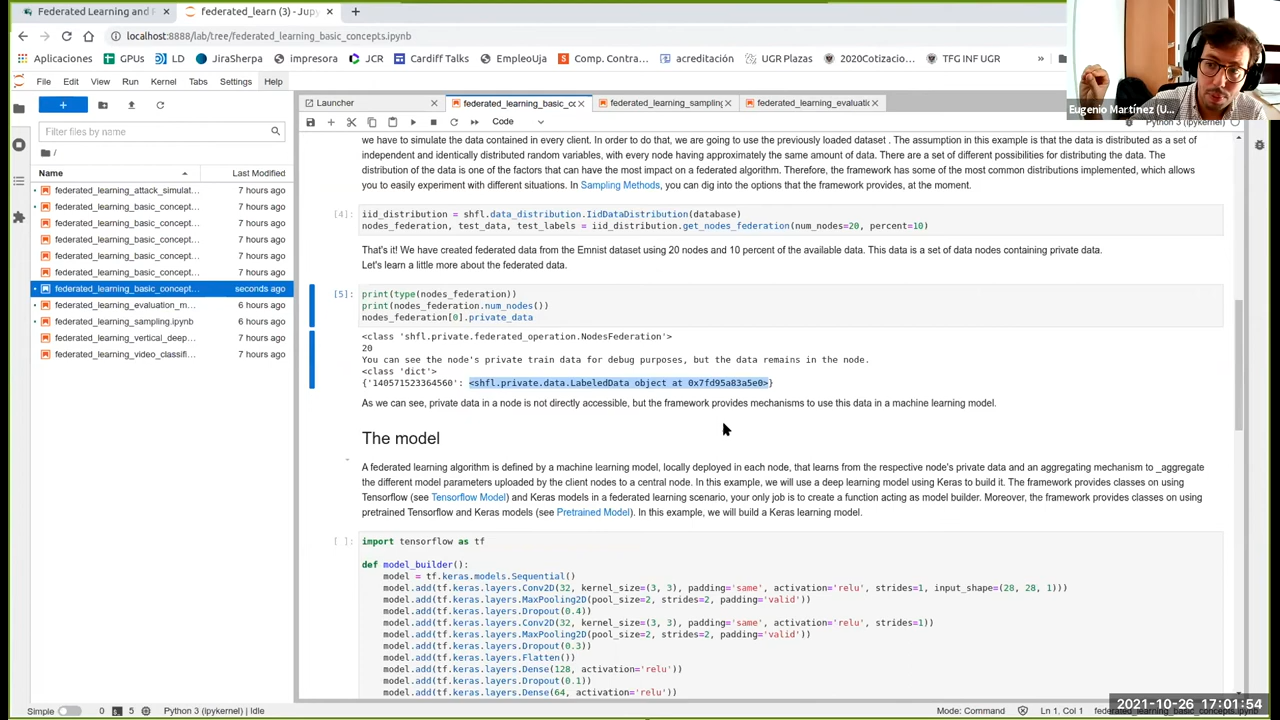 Federated Learning and F
federated_learn (3) - Jupyter
localhost:8888/lab/tree/federated_learning_basic_concepts.ipynb
Aplicaciones
GPUs
LD
JiraSherpa
impresora
JCR
Cardiff Talks
EmpleoUja
Comp. Contra...
acreditación
UGR Plazas
2020Cotizacio...
TFG INF UGR
»
Eugenio Martínez (U...
File Edit View Run Kernel Tabs Settings Help
Launcher
federated_learning_basic_co
federated_learning_sampling
federated_learning_evaluatio
Code
Python 3 (ipykernel)
Filter files by name
/
Name
Last Modified
federated_learning_attack_simulat... 7 hours ago
federated_learning_basic_concept... 7 hours ago
federated_learning_basic_concept... 7 hours ago
federated_learning_basic_concept... 7 hours ago
federated_learning_basic_concept... 7 hours ago
federated_learning_basic_concept... 7 hours ago
federated_learning_basic_concept... seconds ago
federated_learning_evaluation_m... 6 hours ago
federated_learning_sampling.ipynb 6 hours ago
federated_learning_vertical_deep... 7 hours ago
federated_learning_video_classifi... 7 hours ago
we have to simulate the data contained in every client. In order to do that, we are going to use the previously loaded dataset . The assumption in this example is that the data is distributed as a set of
independent and identically distributed random variables, with every node having approximately the same amount of data. There are a set of different possibilities for distributing the data. The
distribution of the data is one of the factors that can have the most impact on a federated algorithm. Therefore, the framework has some of the most common distributions implemented, which allows
you to easily experiment with different situations. In Sampling Methods, you can dig into the options that the framework provides, at the moment.
[4]: iid_distribution = shfl.data_distribution.IidDataDistribution(database)
nodes_federation, test_data, test_labels = iid_distribution.get_nodes_federation(num_nodes=20, percent=10)
That's it! We have created federated data from the Emnist dataset using 20 nodes and 10 percent of the available data. This data is a set of data nodes containing private data.
Let's learn a little more about the federated data.
[5]: print(type(nodes_federation))
print(nodes_federation.num_nodes())
nodes_federation[0].private_data
<class 'shfl.private.federated_operation.NodesFederation'>
20
You can see the node's private train data for debug purposes, but the data remains in the node.
<class 'dict'>
{'140571523364560': <shfl.private.data.LabeledData object at 0x7fd95a83a5e0>}
As we can see, private data in a node is not directly accessible, but the framework provides mechanisms to use this data in a machine learning model.
The model
A federated learning algorithm is defined by a machine learning model, locally deployed in each node, that learns from the respective node's private data and an aggregating mechanism to _aggregate
the different model parameters uploaded by the client nodes to a central node. In this example, we will use a deep learning model using Keras to build it. The framework provides classes on using
Tensorflow (see Tensorflow Model) and Keras models in a federated learning scenario, your only job is to create a function acting as model builder. Moreover, the framework provides classes on using
pretrained Tensorflow and Keras models (see Pretrained Model). In this example, we will build a Keras learning model.
[ ]: import tensorflow as tf
def model_builder():
model = tf.keras.models.Sequential()
model.add(tf.keras.layers.Conv2D(32, kernel_size=(3, 3), padding='same', activation='relu', strides=1, input_shape=(28, 28, 1)))
model.add(tf.keras.layers.MaxPooling2D(pool_size=2, strides=2, padding='valid'))
model.add(tf.keras.layers.Dropout(0.4))
model.add(tf.keras.layers.Conv2D(32, kernel_size=(3, 3), padding='same', activation='relu', strides=1))
model.add(tf.keras.layers.MaxPooling2D(pool_size=2, strides=2, padding='valid'))
model.add(tf.keras.layers.Dropout(0.3))
model.add(tf.keras.layers.Flatten())
model.add(tf.keras.layers.Dense(128, activation='relu'))
model.add(tf.keras.layers.Dropout(0.1))
model.add(tf.keras.layers.Dense(64, activation='relu'))
Simple 0 5 Python 3 (ipykernel) | Idle
Mode: Command Ln 1, Col 1
2021-10-26 17:01:54